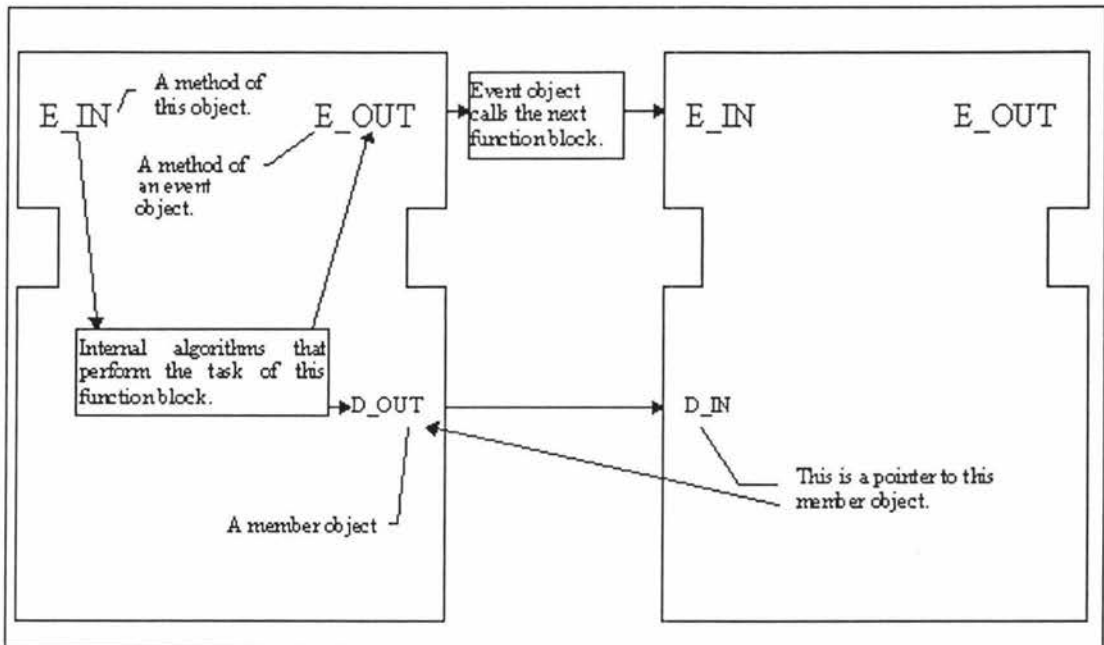 A method of
this object.
E_IN
E_OUT
A method of
an event
object.
Event object
calls the next
function block.
E_IN
E_OUT
Internal algorithms that
perform the task of this
function block.
D_OUT
A member object
D_IN
This is a pointer to this
member object.